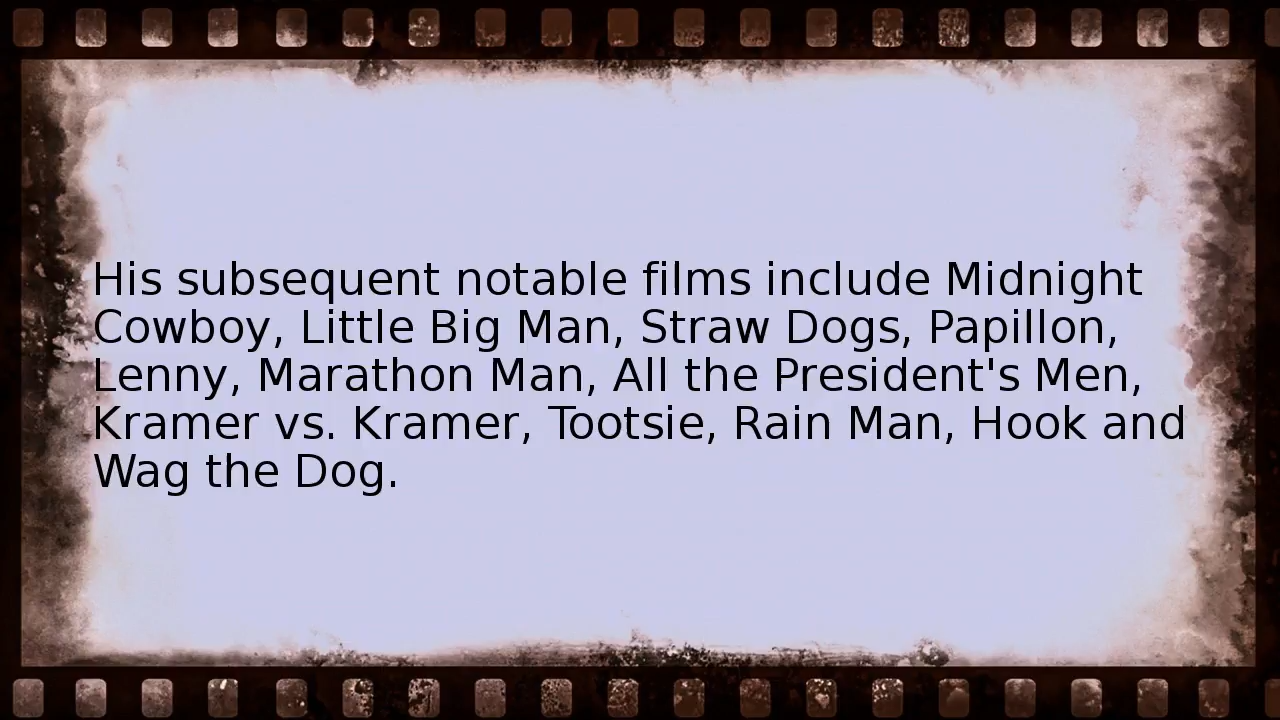 His subsequent notable films include Midnight
Cowboy, Little Big Man, Straw Dogs, Papillon,
Lenny, Marathon Man, All the President's Men,
Kramer vs. Kramer, Tootsie, Rain Man, Hook and
Wag the Dog.